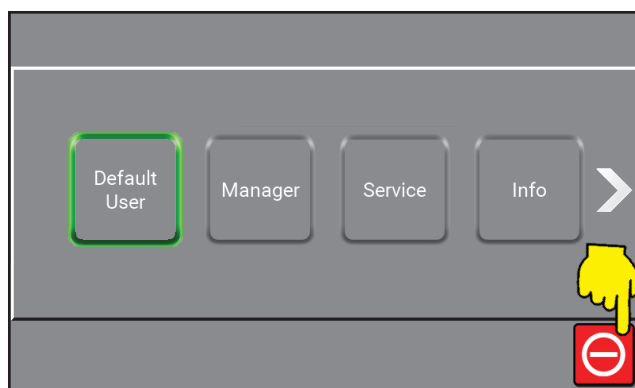 Default
User
Manager
Service
Info